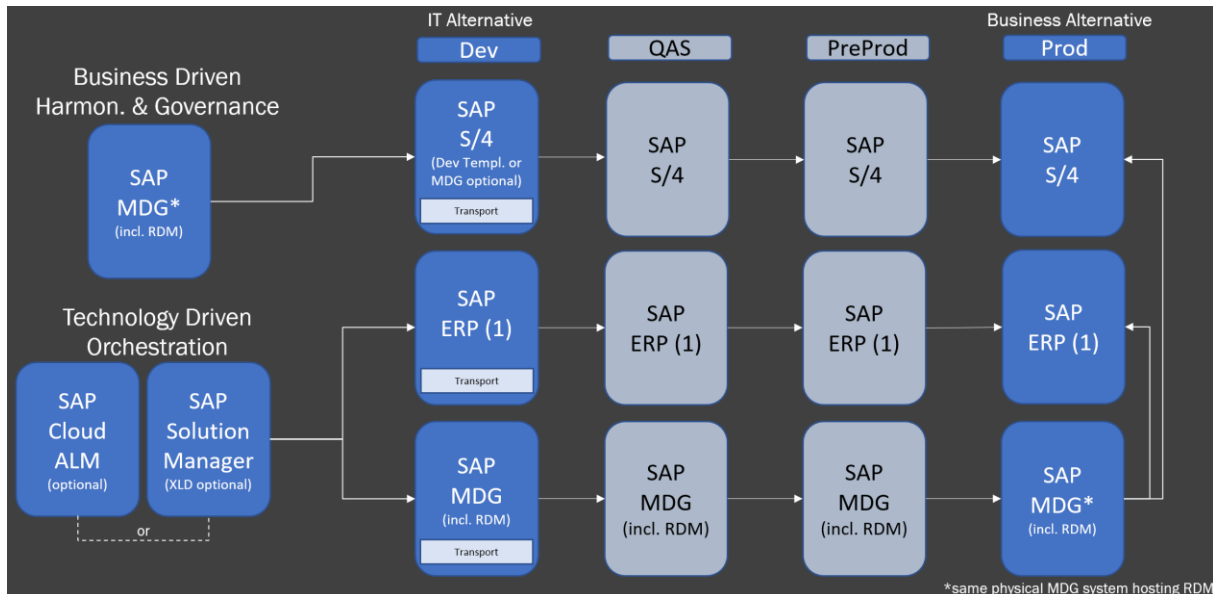 IT Alternative
Business Alternative
Dev
QAS
PreProd
Prod
Business Driven
Harmon. & Governance
SAP
MDG*
(incl. RDM)
SAP
S/4
(Dev Templ. or
MDG optional)
Transport
SAP
S/4
SAP
S/4
SAP
S/4
Technology Driven
Orchestration
SAP
Cloud
ALM
(optional)
SAP
Solution
Manager
(XLD optional)
or
SAP
ERP (1)
Transport
SAP
ERP (1)
SAP
ERP (1)
SAP
ERP (1)
SAP
MDG
(incl. RDM)
Transport
SAP
MDG
(incl. RDM)
SAP
MDG
(incl. RDM)
SAP
MDG*
(incl. RDM)
*same physical MDG system hosting RDM